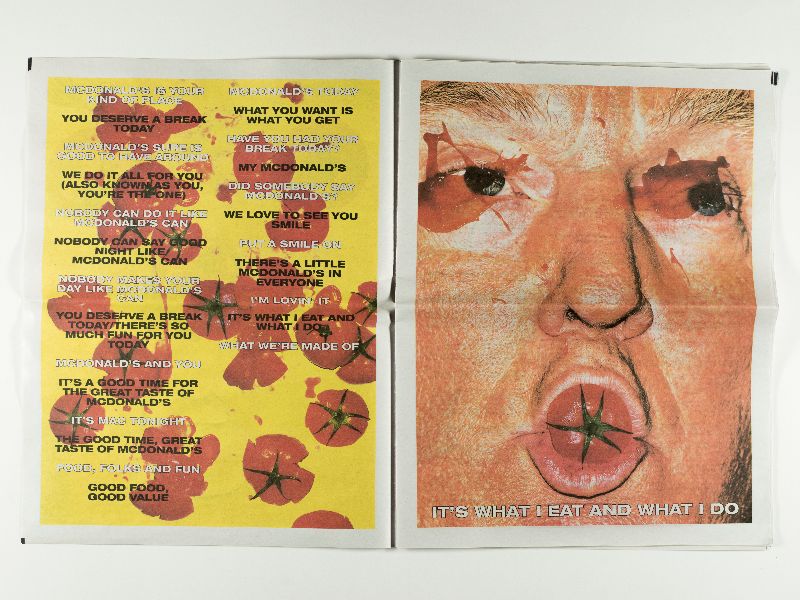 MCDONALD'S IS YOUR
KIND OF PLACE
YOU DESERVE A BREAK
TODAY
MCDONALD'S SURE IS
GOOD TO HAVE AROUND
WE DO IT ALL FOR YOU
(ALSO KNOWN AS YOU,
YOU'RE THE ONE)
NOBODY CAN DO IT LIKE
MCDONALD'S CAN
NOBODY CAN SAY GOOD
NIGHT LIKE
MCDONALD'S CAN
NOBODY MAKES YOUR
DAY LIKE MCDONALD'S
CAN
YOU DESERVE A BREAK
TODAY/THERE'S SO
MUCH FUN FOR YOU
TODAY
MCDONALD'S AND YOU
IT'S A GOOD TIME FOR
THE GREAT TASTE OF
MCDONALD'S
IT'S MAC TONIGHT
THE GOOD TIME, GREAT
TASTE OF MCDONALD'S
FOOD, FOLKS AND FUN
GOOD FOOD,
GOOD VALUE
MCDONALD'S TODAY
WHAT YOU WANT IS
WHAT YOU GET
HAVE YOU HAD YOUR
BREAK TODAY?
MY MCDONALD'S
DID SOMEBODY SAY
MCDONALD'S?
WE LOVE TO SEE YOU
SMILE
PUT A SMILE ON
THERE'S A LITTLE
MCDONALD'S IN
EVERYONE
I'M LOVIN' IT
IT'S WHAT I EAT AND
WHAT I DO
WHAT WE'RE MADE OF
IT'S WHAT I EAT AND WHAT I DO